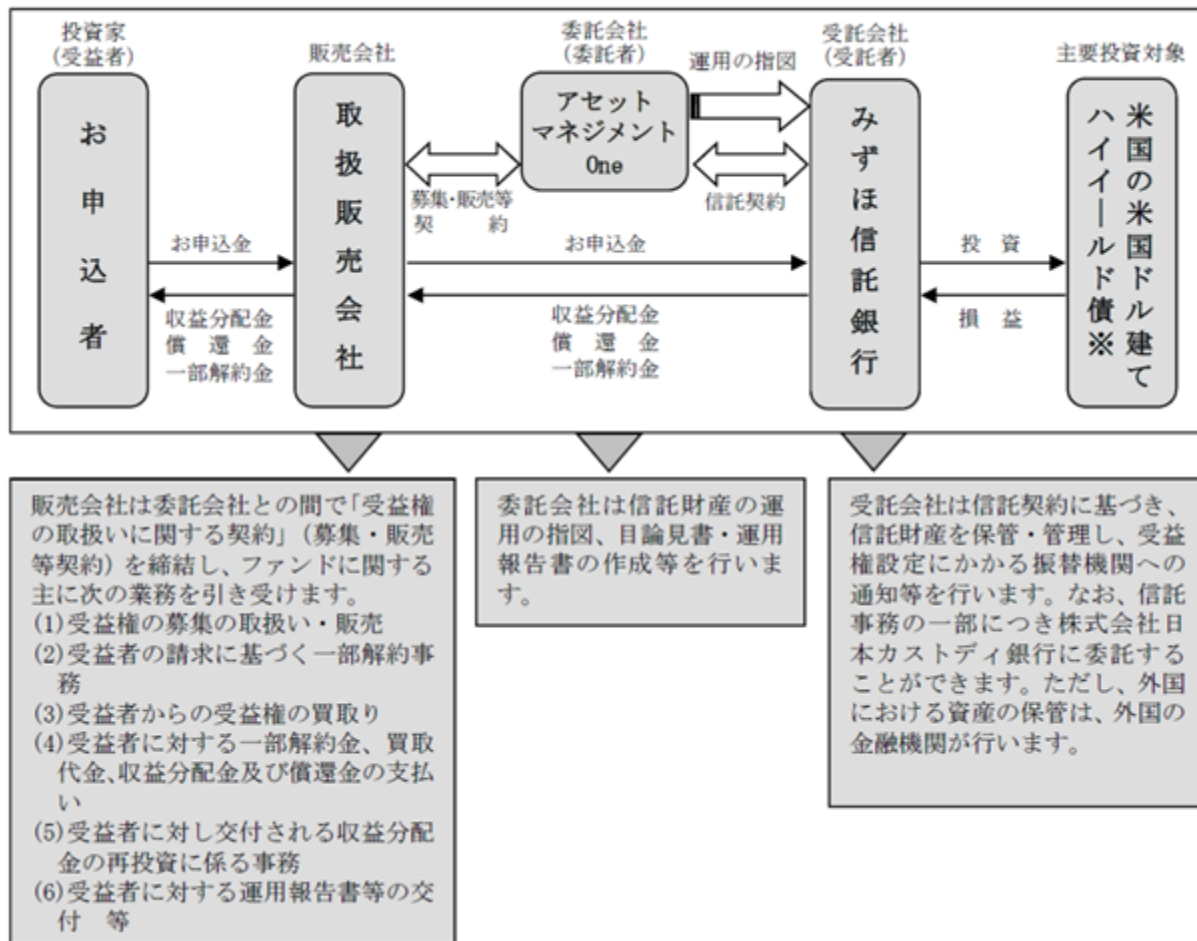 投資家
(受益者)
お申込者
販売会社
取扱販売会社
委託会社
(委託者)
アセット
マネジメント
One
運用の指図
受託会社
(受託者)
みずほ信託銀行
主要投資対象
米国の米国ドル建て
ハイイールド債※
募集・販売等
契　　約
信託契約
お申込金
収益分配金
償　還　金
一部解約金
お申込金
収益分配金
償　還　金
一部解約金
投　資
損　益
販売会社は委託会社との間で「受益権
の取扱いに関する契約」（募集・販売
等契約）を締結し、ファンドに関する
主に次の業務を引き受けます。
(1)受益権の募集の取扱い・販売
(2)受益者の請求に基づく一部解約事
務
(3)受益者からの受益権の買取り
(4)受益者に対する一部解約金、買取
代金、収益分配金及び償還金の支払
い
(5)受益者に対し交付される収益分配
金の再投資に係る事務
(6)受益者に対する運用報告書等の交
付　等
委託会社は信託財産の運
用の指図、目論見書・運用
報告書の作成等を行いま
す。
受託会社は信託契約に基づき、
信託財産を保管・管理し、受益
権設定にかかる振替機関への
通知等を行います。なお、信託
事務の一部につき株式会社日
本カストディ銀行に委託する
ことができます。ただし、外国
における資産の保管は、外国の
金融機関が行います。